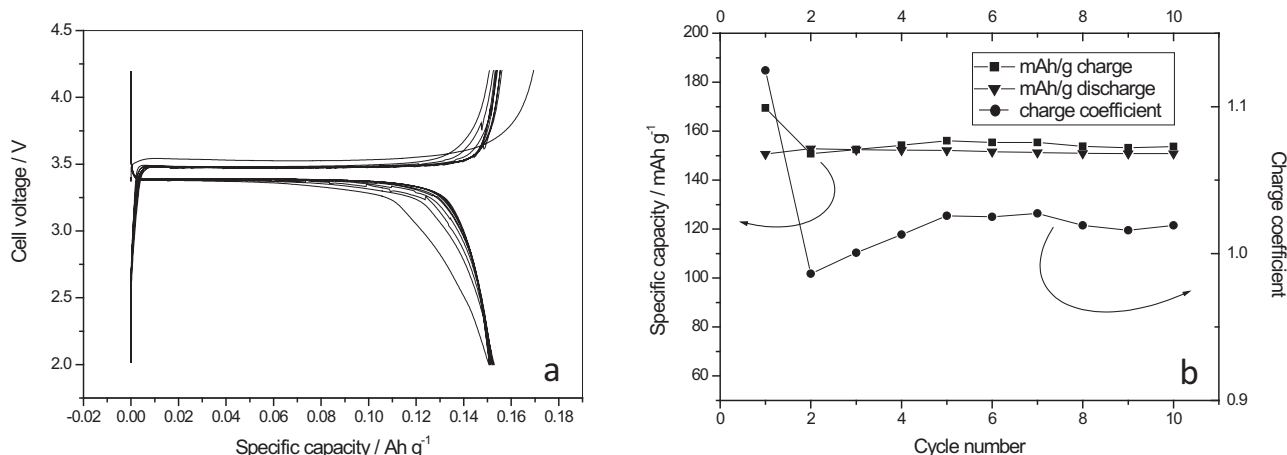 4.5
4.0
3.5
3.0
2.5
2.0
Cell voltage / V
-0.02 0.00 0.02 0.04 0.06 0.08 0.10 0.12 0.14 0.16 0.18
Specific capacity / Ah g-1
a
0 2 4 6 8 10
200
180
160
140
120
100
80
60
Specific capacity / mAh g-1
mAh/g charge
mAh/g discharge
charge coefficient
1.1
1.0
0.9
Charge coefficient
b
0 2 4 6 8 10
Cycle number